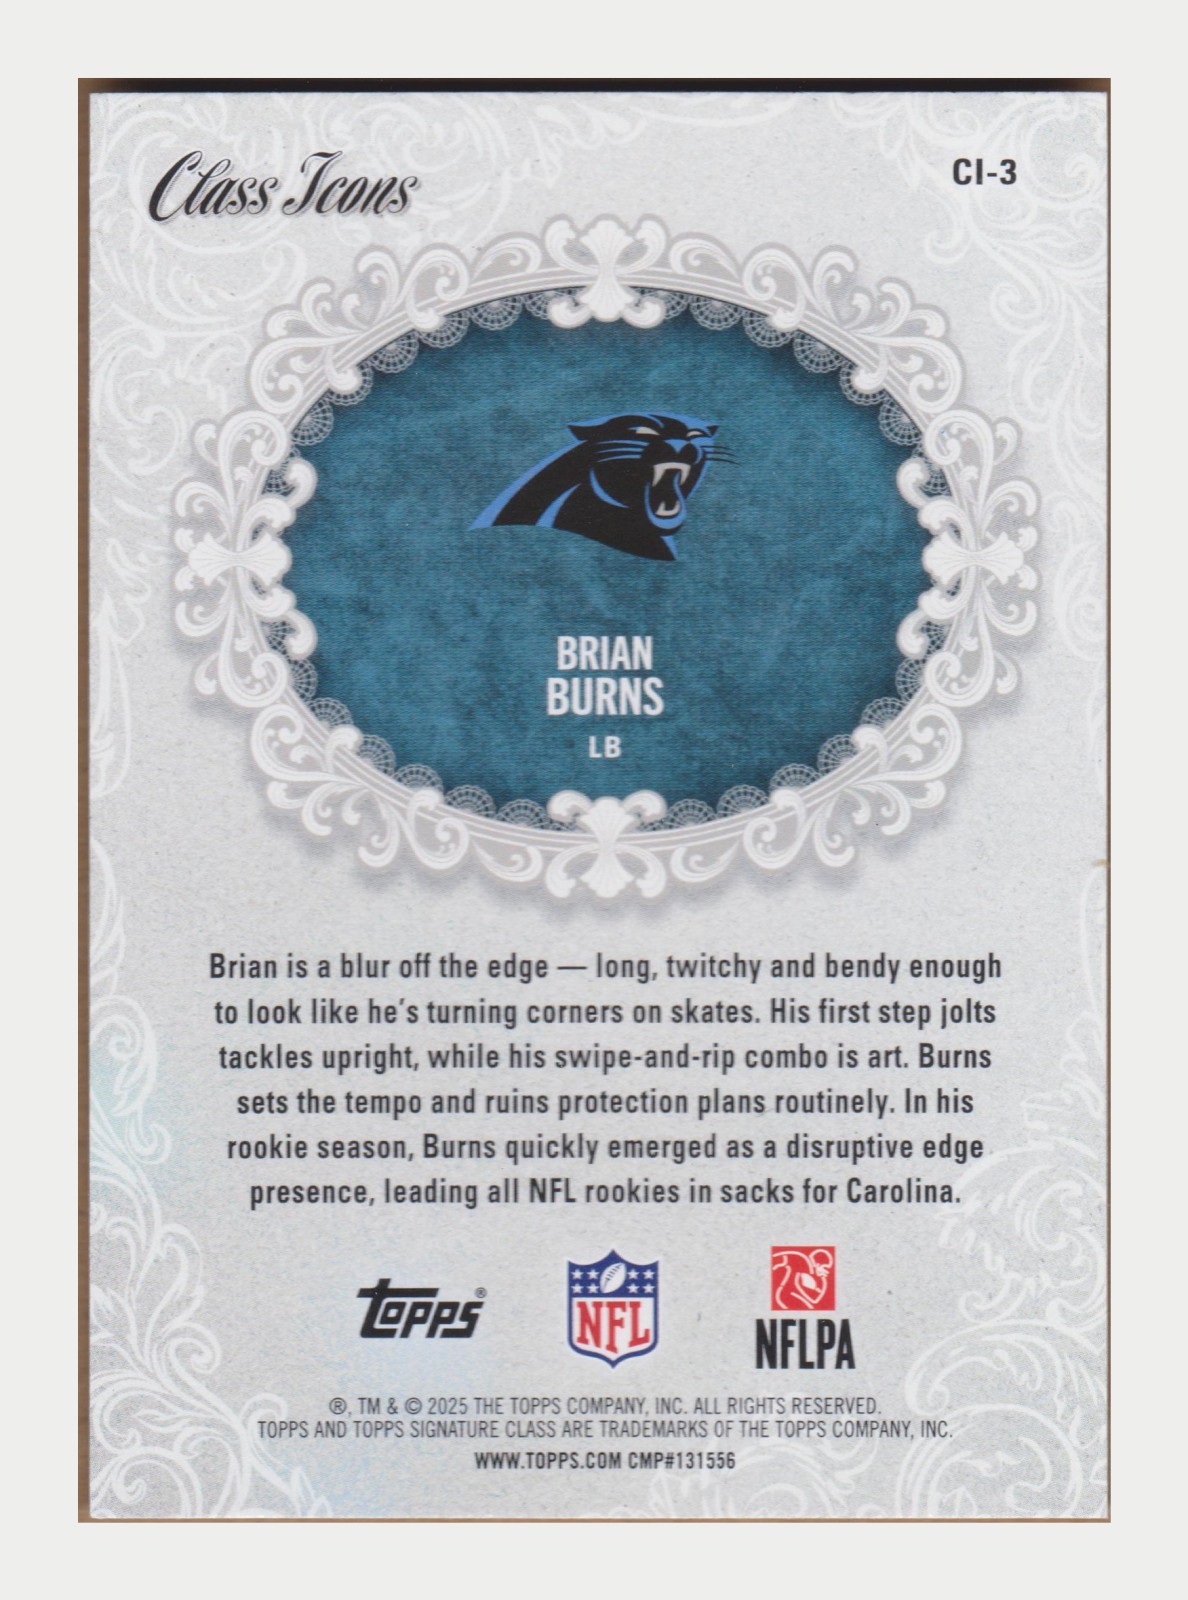 Class Icons
CI-3
BRIAN
BURNS
LB
Brian is a blur off the edge — long, twitchy and bendy enough
to look like he's turning corners on skates. His first step jolts
tackles upright, while his swipe-and-rip combo is art. Burns
sets the tempo and ruins protection plans routinely. In his
rookie season, Burns quickly emerged as a disruptive edge
presence, leading all NFL rookies in sacks for Carolina.
topps®
NFL
NFLPA
®, TM & © 2025 THE TOPPS COMPANY, INC. ALL RIGHTS RESERVED.
TOPPS AND TOPPS SIGNATURE CLASS ARE TRADEMARKS OF THE TOPPS COMPANY, INC.
WWW.TOPPS.COM CMP#131556